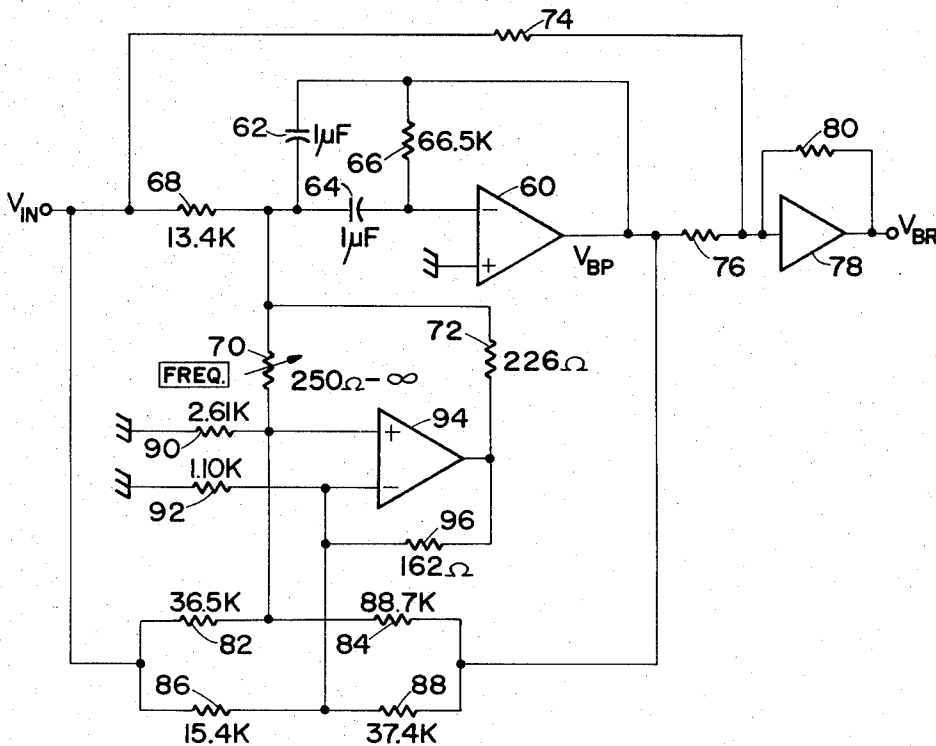 74
62
1µF
66
66.5K
80
68
64
60
V_IN
13.4K
1µF
−
+
V_BP
76
78
V_BR
70
72
FREQ.
250Ω-∞
226Ω
2.61K
94
90
+
1.10K
−
92
96
162Ω
36.5K
88.7K
82
84
86
88
15.4K
37.4K